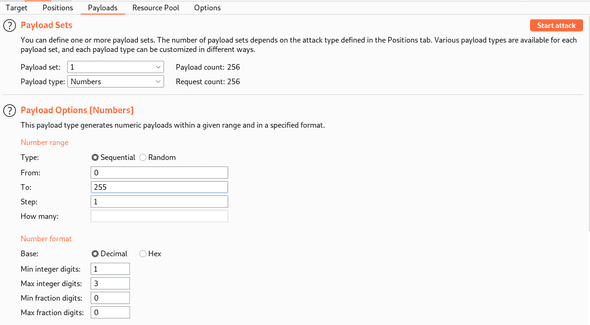 Target Positions Payloads Resource Pool Options
Payload Sets Start attack
You can define one or more payload sets. The number of payload sets depends on the attack type defined in the Positions tab. Various payload types are available for each
payload set, and each payload type can be customized in different ways.
Payload set: 1 Payload count: 256
Payload type: Numbers Request count: 256
Payload Options [Numbers]
This payload type generates numeric payloads within a given range and in a specified format.
Number range
Type: Sequential Random
From: 0
To: 255
Step: 1
How many:
Number format
Base: Decimal Hex
Min integer digits: 1
Max integer digits: 3
Min fraction digits: 0
Max fraction digits: 0